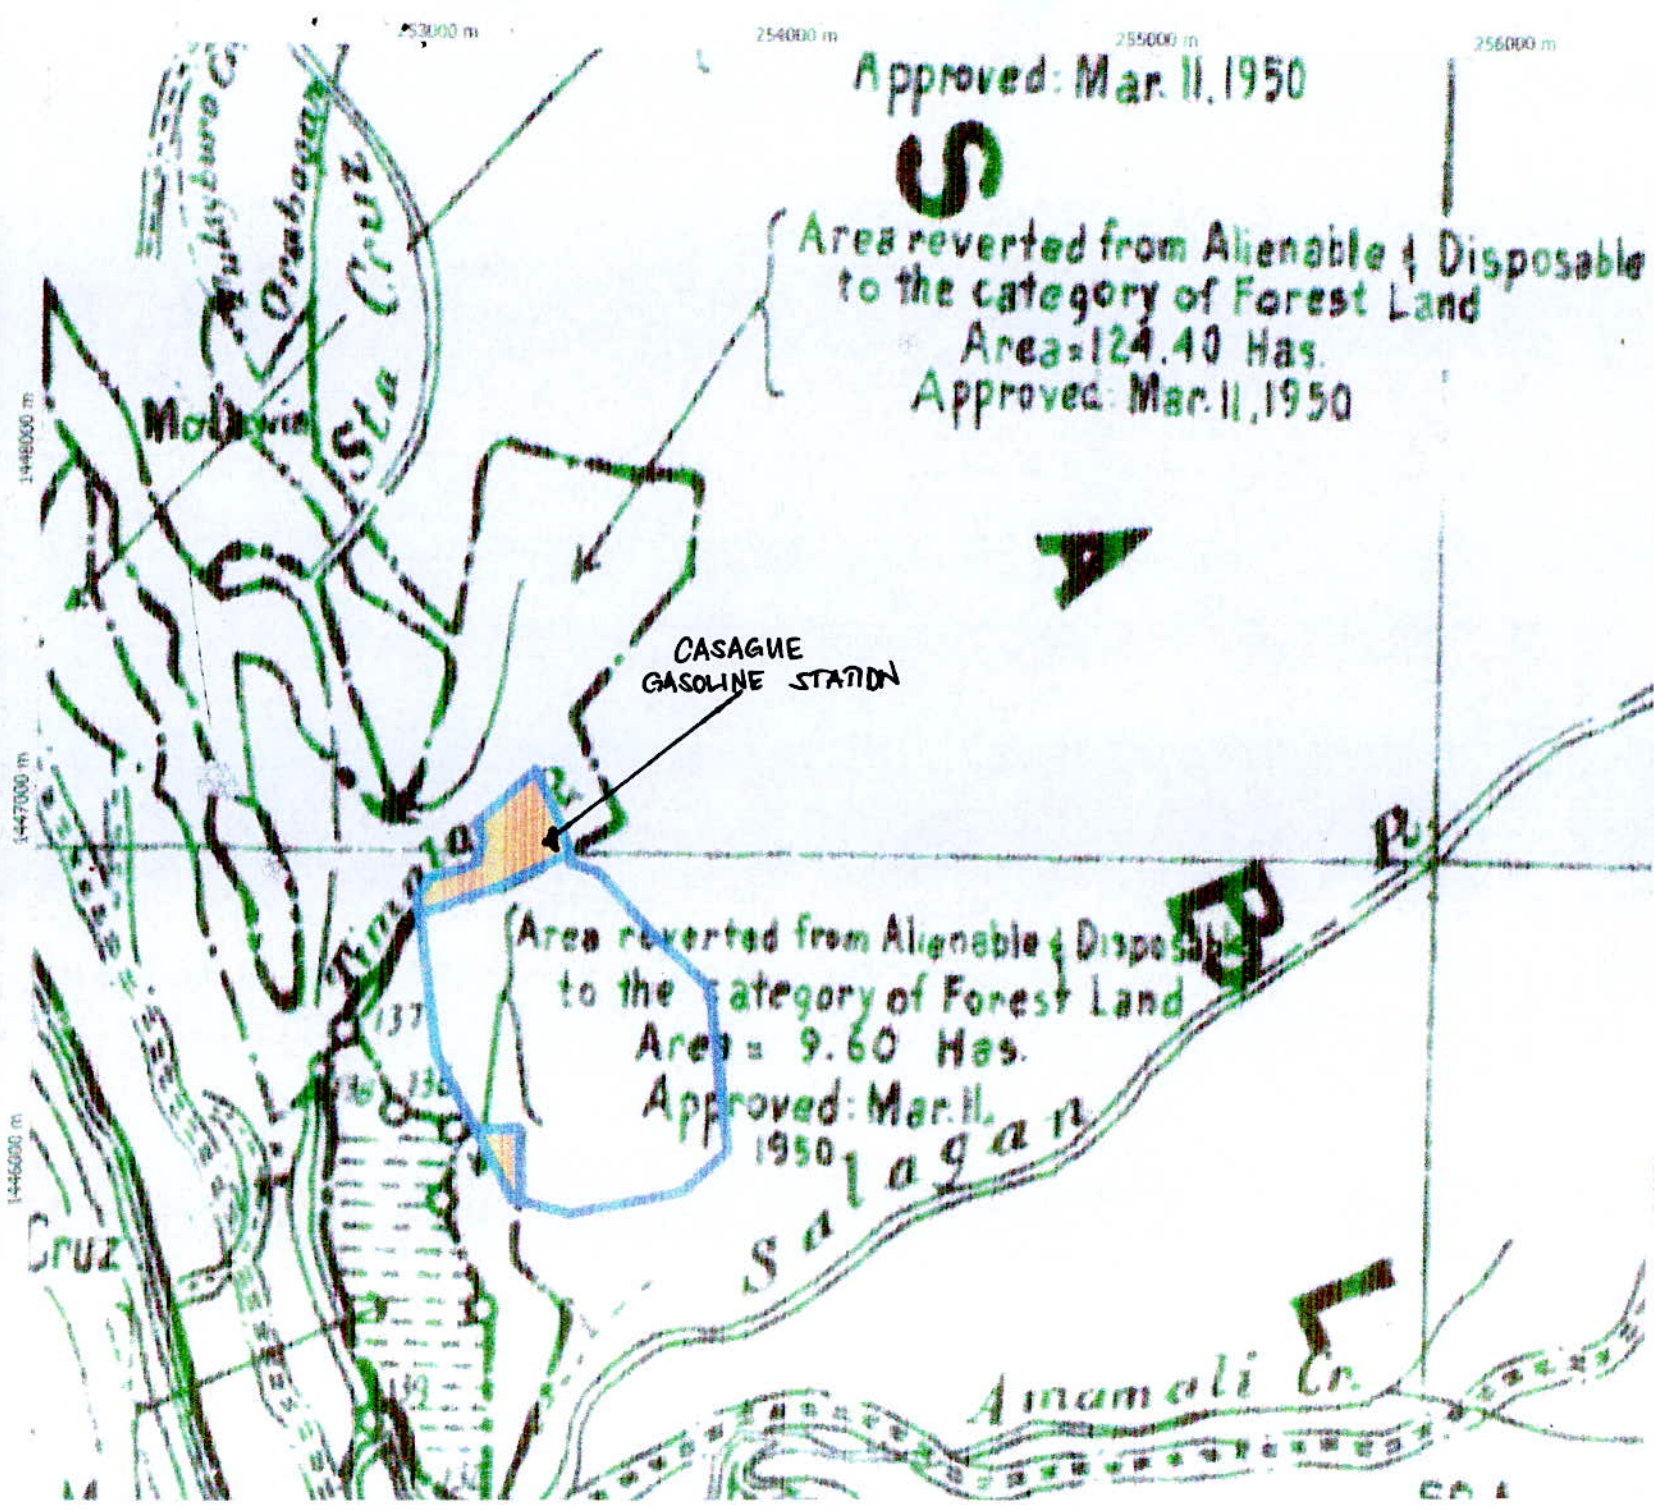 253000 m
254000 m
255000 m
256000 m
Approved: Mar. 11, 1950
S
Area reverted from Alienable & Disposable
to the category of Forest Land
Area=124.40 Has.
Approved: Mar. 11, 1950
Sta Cruz
1448000 m
A
CASAGUE
GASOLINE STATION
1447000 m
R.
B
Area reverted from Alienable & Disposable
to the category of Forest Land
Area = 9.60 Has.
Approved: Mar. 11,
1950
137
Salagan
1446000 m
Cruz
L
139
Amamali Cr.